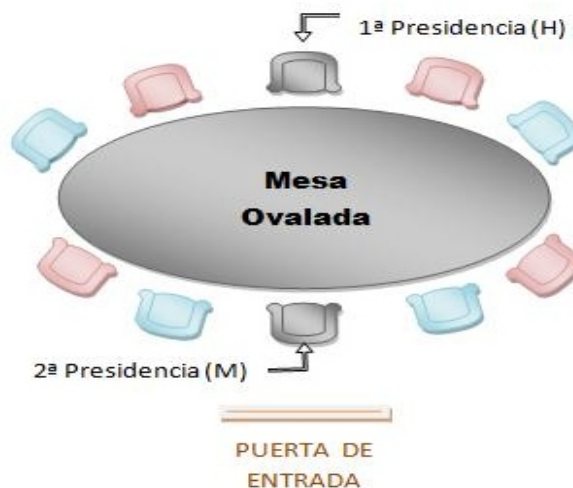 1ª Presidencia (H)
Mesa
Ovalada
2ª Presidencia (M)
PUERTA DE
ENTRADA